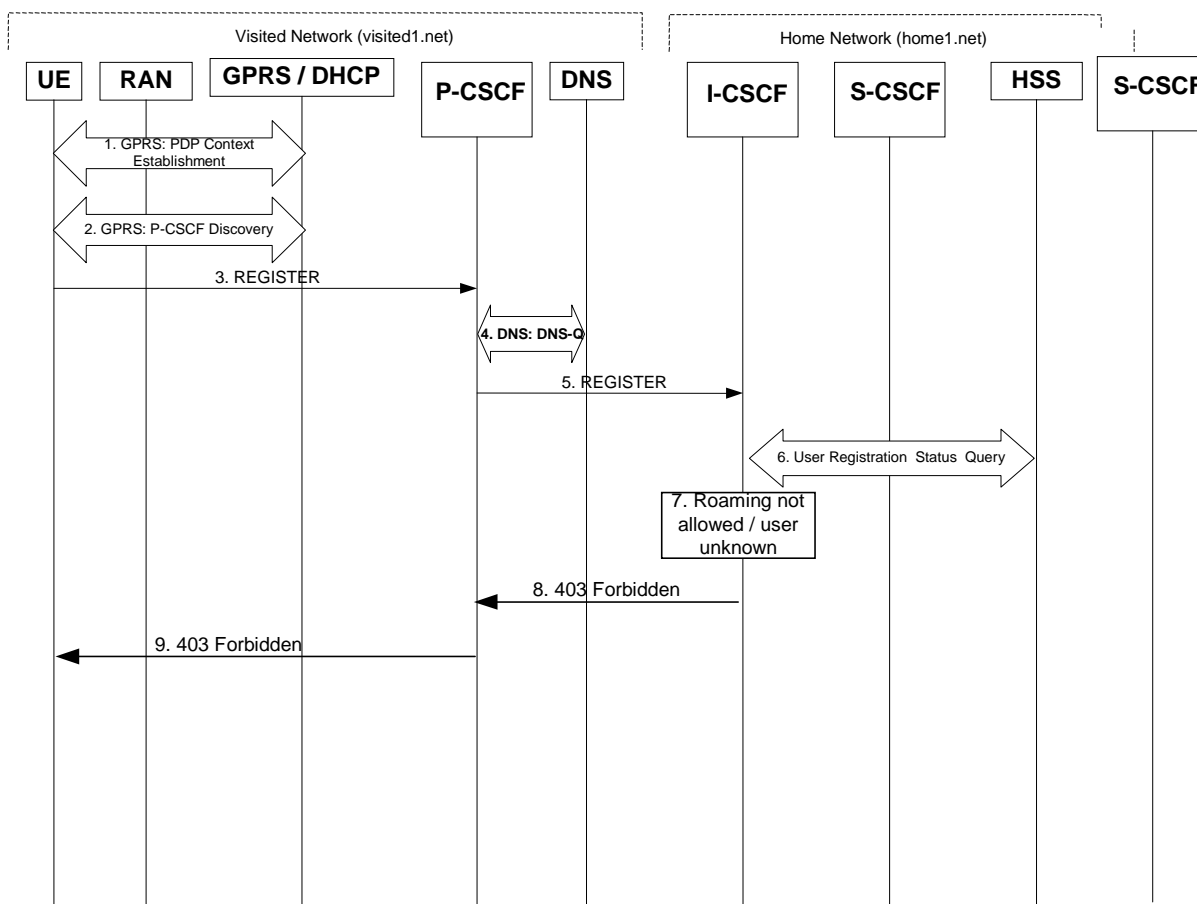 Visited Network (visited1.net)
Home Network (home1.net)
UE
RAN
GPRS / DHCP
P-CSCF
DNS
I-CSCF
S-CSCF
HSS
S-CSCF
1. GPRS: PDP Context
Establishment
2. GPRS: P-CSCF Discovery
3. REGISTER
4. DNS: DNS-Q
5. REGISTER
6. User Registration Status Query
7. Roaming not
allowed / user
unknown
8. 403 Forbidden
9. 403 Forbidden